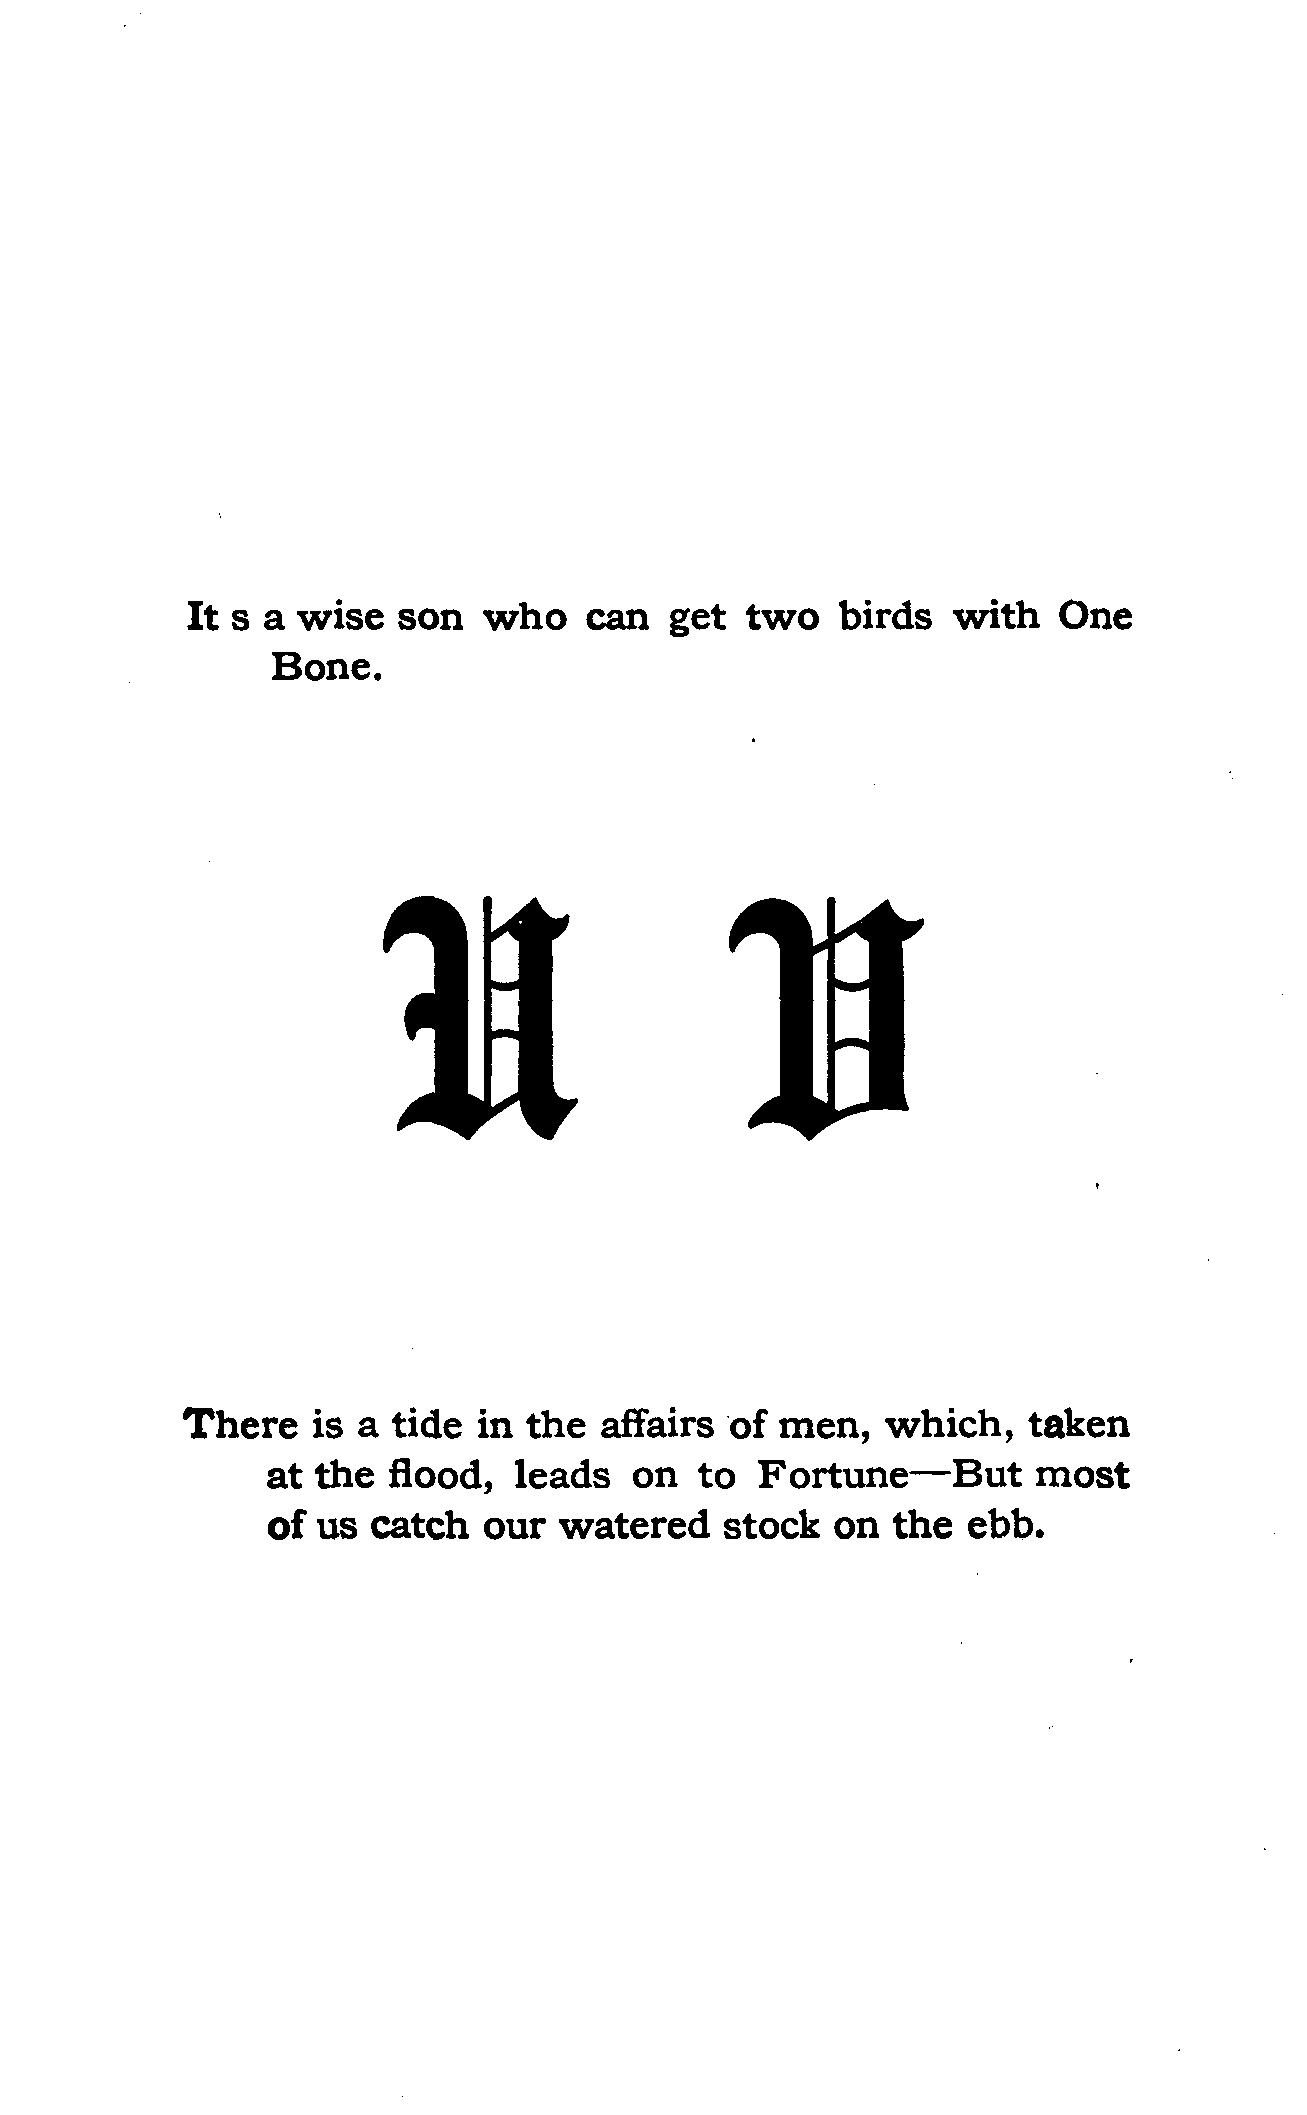 It s a wise son who can get two birds with One
Bone.
U V
There is a tide in the affairs of men, which, taken
at the flood, leads on to Fortune—But most
of us catch our watered stock on the ebb.